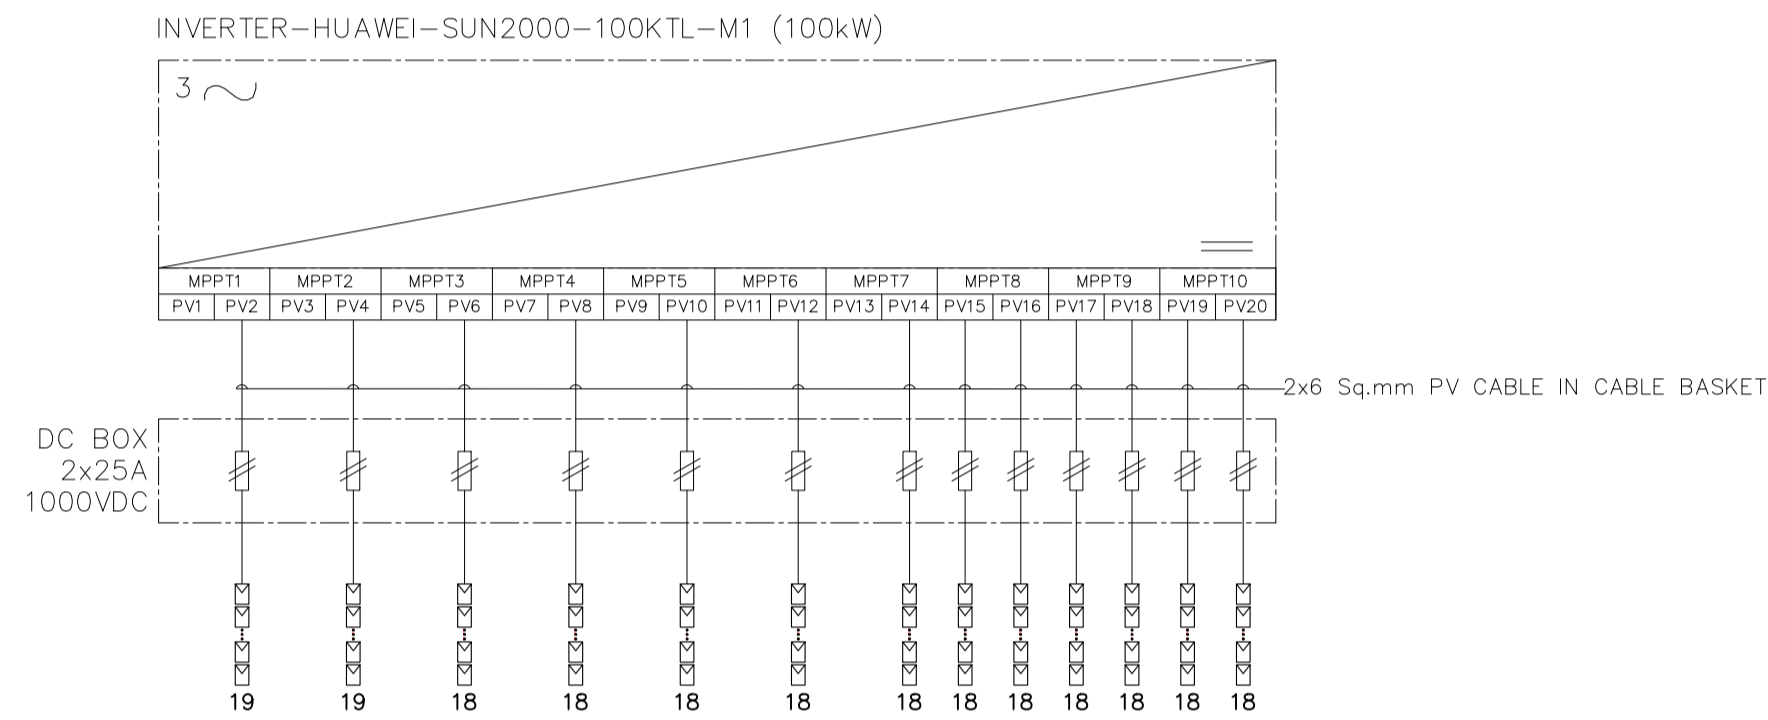 INVERTER-HUAWEI-SUN2000-100KTL-M1 (100kW)
3
MPPT1 MPPT2 MPPT3 MPPT4 MPPT5 MPPT6 MPPT7 MPPT8 MPPT9 MPPT10
PV1 PV2 PV3 PV4 PV5 PV6 PV7 PV8 PV9 PV10 PV11 PV12 PV13 PV14 PV15 PV16 PV17 PV18 PV19 PV20
2x6 Sq.mm PV CABLE IN CABLE BASKET
DC BOX
2x25A
1000VDC
19 19 18 18 18 18 18 18 18 18 18 18 18